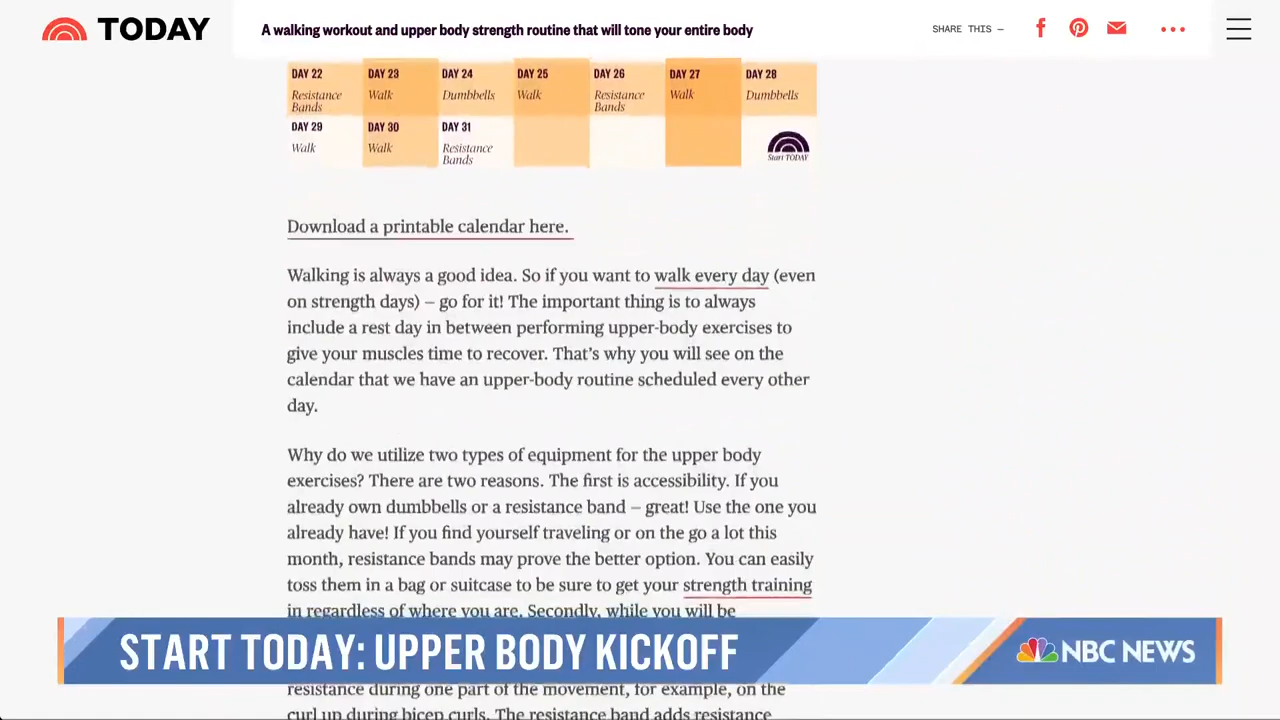 TODAY
A walking workout and upper body strength routine that will tone your entire body
SHARE THIS —
DAY 22 DAY 23 DAY 24 DAY 25 DAY 26 DAY 27 DAY 28
Resistance Bands Walk Dumbbells Walk Resistance Bands Walk Dumbbells
DAY 29 DAY 30 DAY 31
Walk Walk Resistance Bands
Start TODAY
Download a printable calendar here.
Walking is always a good idea. So if you want to walk every day (even
on strength days) — go for it! The important thing is to always
include a rest day in between performing upper-body exercises to
give your muscles time to recover. That's why you will see on the
calendar that we have an upper-body routine scheduled every other
day.
Why do we utilize two types of equipment for the upper body
exercises? There are two reasons. The first is accessibility. If you
already own dumbbells or a resistance band — great! Use the one you
already have! If you find yourself traveling or on the go a lot this
month, resistance bands may prove the better option. You can easily
toss them in a bag or suitcase to be sure to get your strength training
in regardless of where you are. Secondly, while you will be
START TODAY: UPPER BODY KICKOFF
NBC NEWS
resistance during one part of the movement, for example, on the
curl up during bicep curls. The resistance band adds resistance